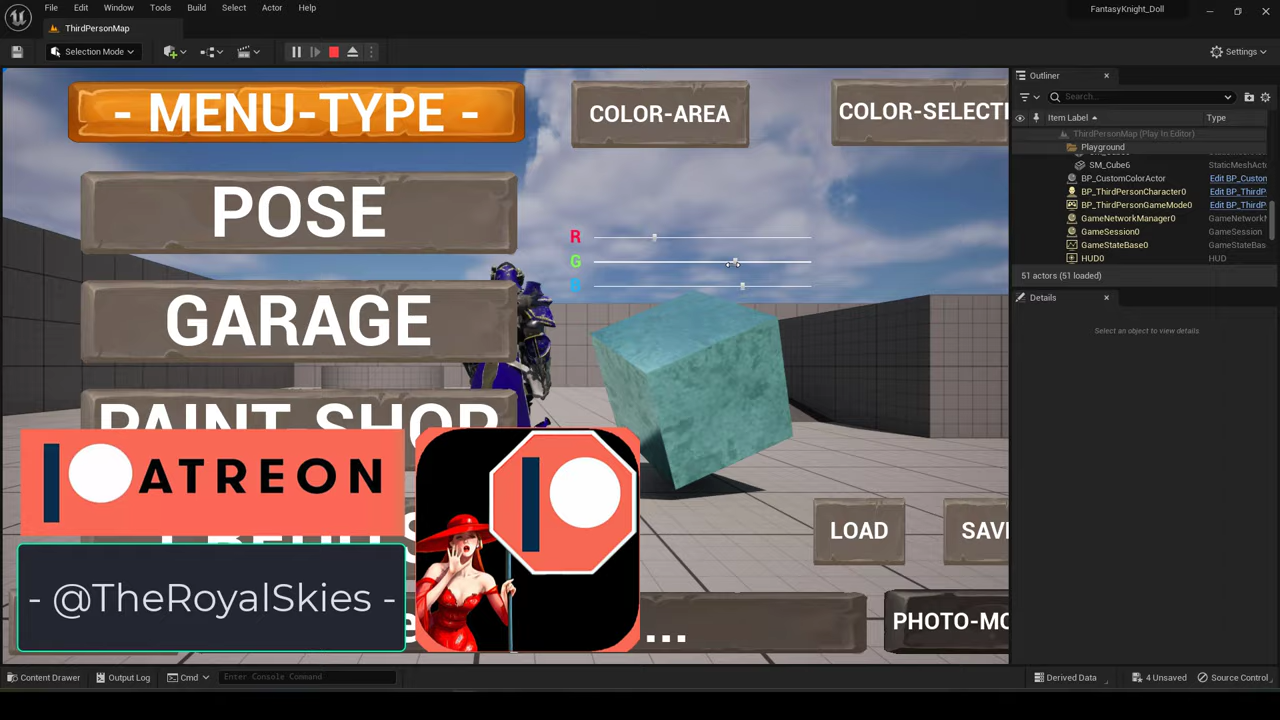 File Edit Window Tools Build Select Actor Help
FantasyKnight_Doll
ThirdPersonMap
Selection Mode
Settings
- MENU-TYPE -
COLOR-AREA
COLOR-SELECTI
POSE
GARAGE
PAINT SHOP
R
G
LOAD
SAVE
...
PHOTO-MO
PATREON
- @TheRoyalSkies -
Outliner
Search...
Item Label
Type
ThirdPersonMap (Play In Editor)
Playground
SM_Cube6 StaticMeshActo
BP_CustomColorActor Edit BP_Custon
BP_ThirdPersonCharacter0 Edit BP_ThirdP
BP_ThirdPersonGameMode0 Edit BP_ThirdP
GameNetworkManager0 GameNetworkM
GameSession0 GameSession
GameStateBase0 GameStateBase
HUD0 HUD
51 actors (51 loaded)
Details
Select an object to view details
Content Drawer
Output Log
Cmd
Enter Console Command
Derived Data
4 Unsaved
Source Control